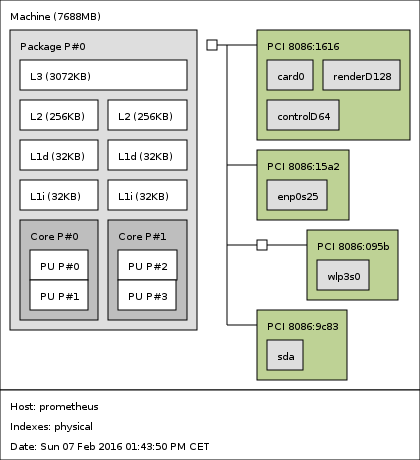 Machine (7688MB)
Package P#0
L3 (3072KB)
L2 (256KB) L2 (256KB)
L1d (32KB) L1d (32KB)
L1i (32KB) L1i (32KB)
Core P#0 Core P#1
PU P#0 PU P#2
PU P#1 PU P#3
PCI 8086:1616
card0 renderD128
controlD64
PCI 8086:15a2
enp0s25
PCI 8086:095b
wlp3s0
PCI 8086:9c83
sda
Host: prometheus
Indexes: physical
Date: Sun 07 Feb 2016 01:43:50 PM CET